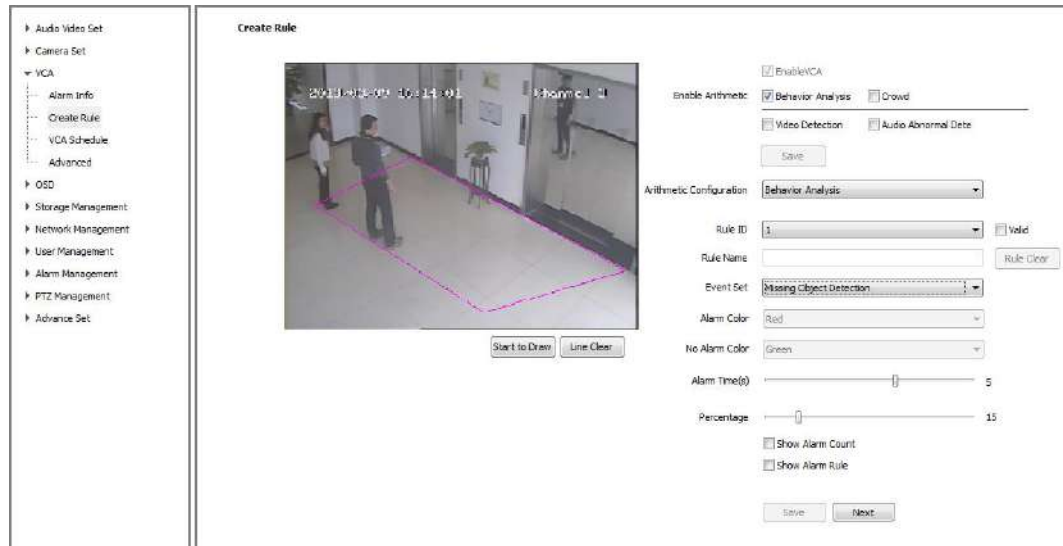 Audio Video Set
Camera Set
VCA
Alarm Info
Create Rule
VCA Schedule
Advanced
OSD
Storage Management
Network Management
User Management
Alarm Management
PTZ Management
Advance Set
Create Rule
Channel 1
EnableVCA
Enable Arithmetic
Behavior Analysis
Crowd
Video Detection
Audio Abnormal Dete
Save
Arithmetic Configuration
Behavior Analysis
Rule ID
1
Valid
Rule Name
Rule Clear
Event Set
Missing Object Detection
Alarm Color
Red
No Alarm Color
Green
Start to Draw
Line Clear
Alarm Time(s)
5
Percentage
15
Show Alarm Count
Show Alarm Rule
Save
Next